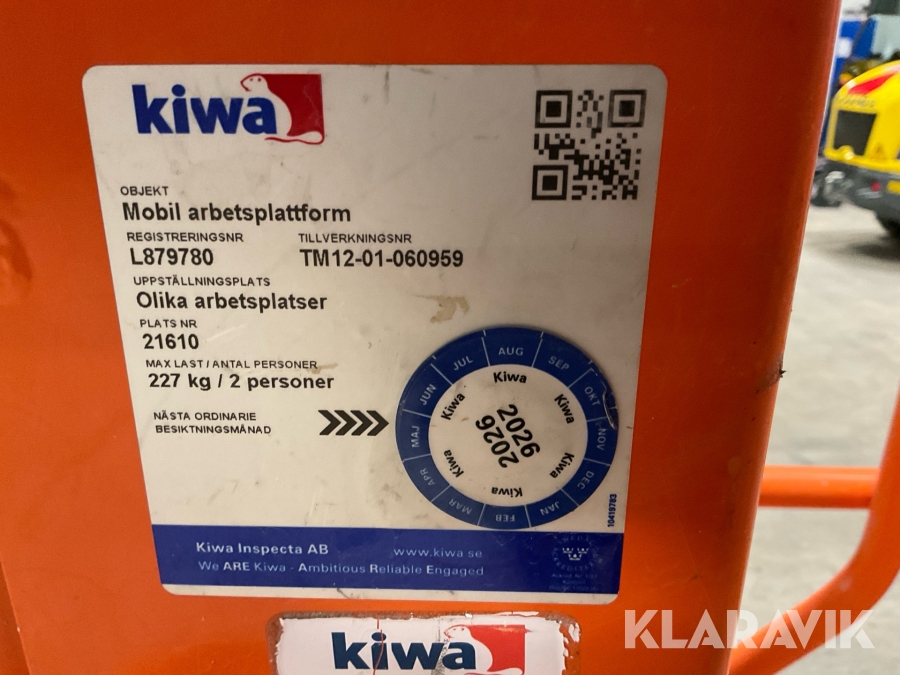 kiwa
OBJEKT
Mobil arbetsplattform
REGISTRERINGSNR TILLVERKNINGSNR
L879780 TM12-01-060959
UPPSTÄLLNINGSPLATS
Olika arbetsplatser
PLATS NR
21610
MAX LAST / ANTAL PERSONER
227 kg / 2 personer
NÄSTA ORDINARIE
BESIKTNINGSMÅNAD
MAJ JUN JUL AUG SEP OKT NOV DEC JAN FEB MAR APR
Kiwa Kiwa Kiwa Kiwa Kiwa Kiwa
2026
2026
10419783
Kiwa Inspecta AB www.kiwa.se
We ARE Kiwa - Ambitious Reliable Engaged
kiwa
KLARAVIK